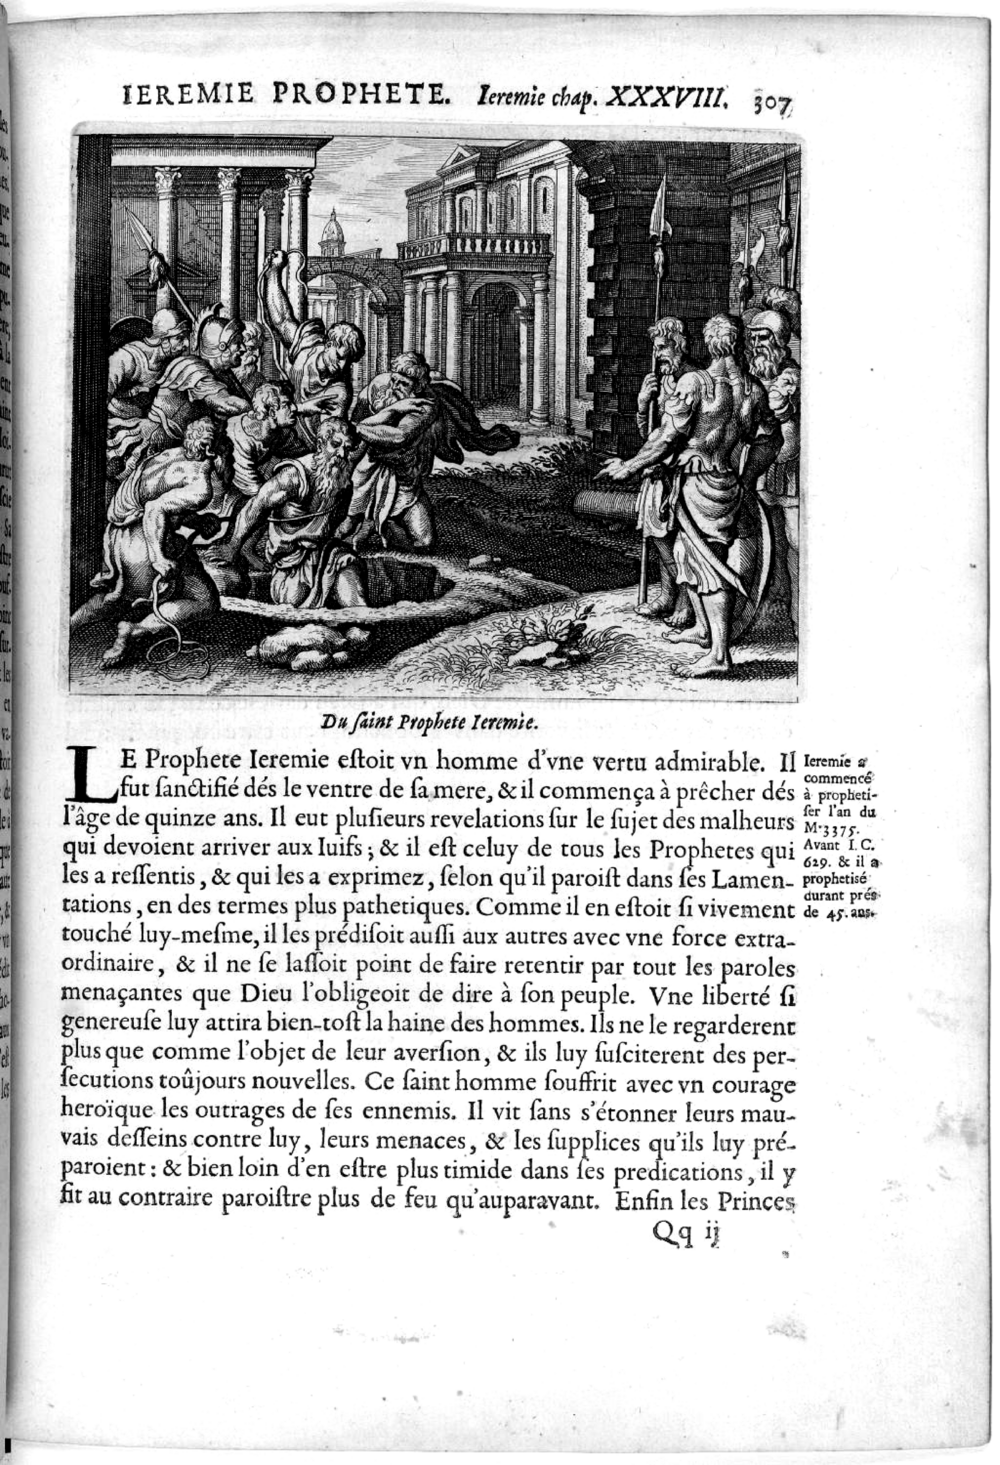 IEREMIE PROPHETE. Ieremie chap. XXXVIII. 307
Du ſaint Prophete Ieremie.
LE Prophete Ieremie eſtoit vn homme d'vne vertu admirable. Il
fut ſanctifié dés le ventre de ſa mere, & il commença à prêcher dés
l'âge de quinze ans. Il eut pluſieurs revelations ſur le ſujet des malheurs
qui devoient arriver aux Iuifs ; & il eſt celuy de tous les Prophetes qui
les a reſſentis, & qui les a exprimez, ſelon qu'il paroiſt dans ſes Lamen-
tations, en des termes plus pathetiques. Comme il en eſtoit ſi vivement
touché luy-meſme, il les prédiſoit auſſi aux autres avec vne force extra-
ordinaire, & il ne ſe laſſoit point de faire retentir par tout les paroles
menaçantes que Dieu l'obligeoit de dire à ſon peuple. Vne liberté ſi
genereuſe luy attira bien-toſt la haine des hommes. Ils ne le regarderent
plus que comme l'objet de leur averſion, & ils luy ſuſciterent des per-
ſecutions toûjours nouvelles. Ce ſaint homme ſouffrit avec vn courage
heroïque les outrages de ſes ennemis. Il vit ſans s'étonner leurs mau-
vais deſſeins contre luy, leurs menaces, & les ſupplices qu'ils luy pré-
paroient : & bien loin d'en eſtre plus timide dans ſes predications, il y
fit au contraire paroiſtre plus de feu qu'auparavant. Enfin les Princes
Ieremie a
commencé
à propheti-
ſer l'an du
M. 3375.
Avant I. C.
629. & il a
prophetisé
durant prés
de 45. ans.
Qq ij